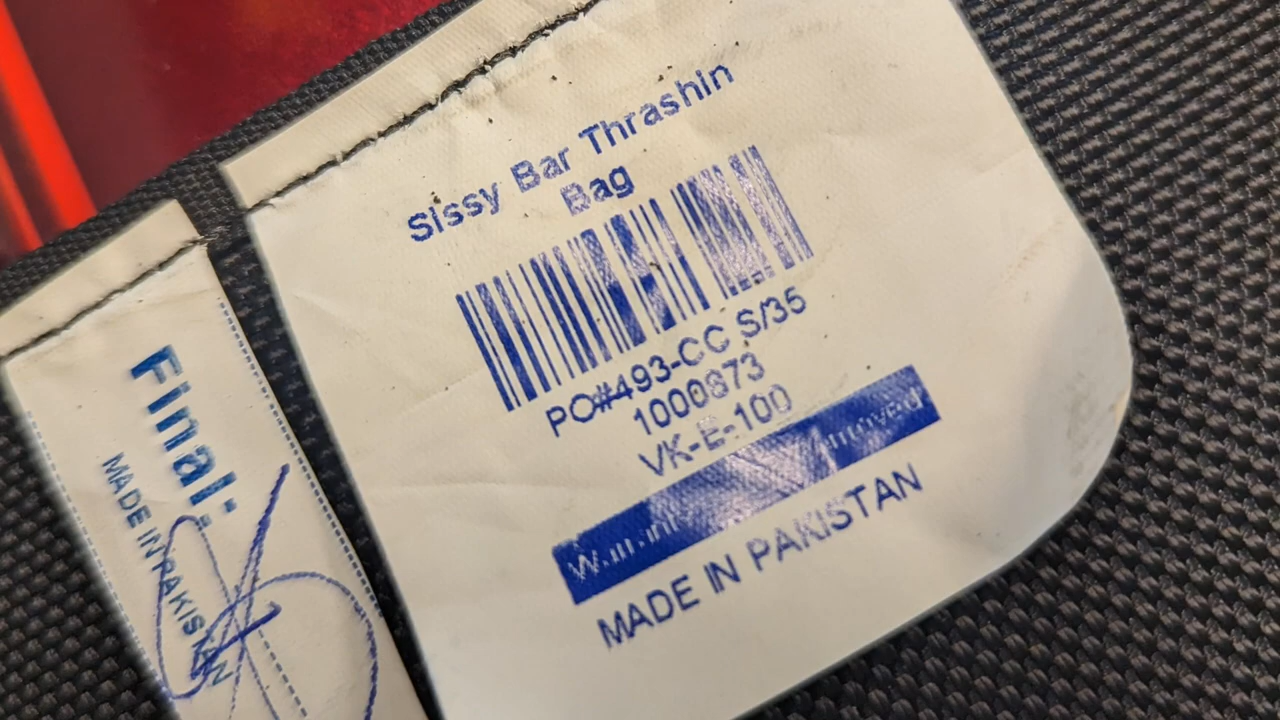 Sissy Bar Thrashin
Bag
PO#493-CC S/35
1000873
VK-E-100
MADE IN PAKISTAN
Final:
MADE IN PAKISTAN